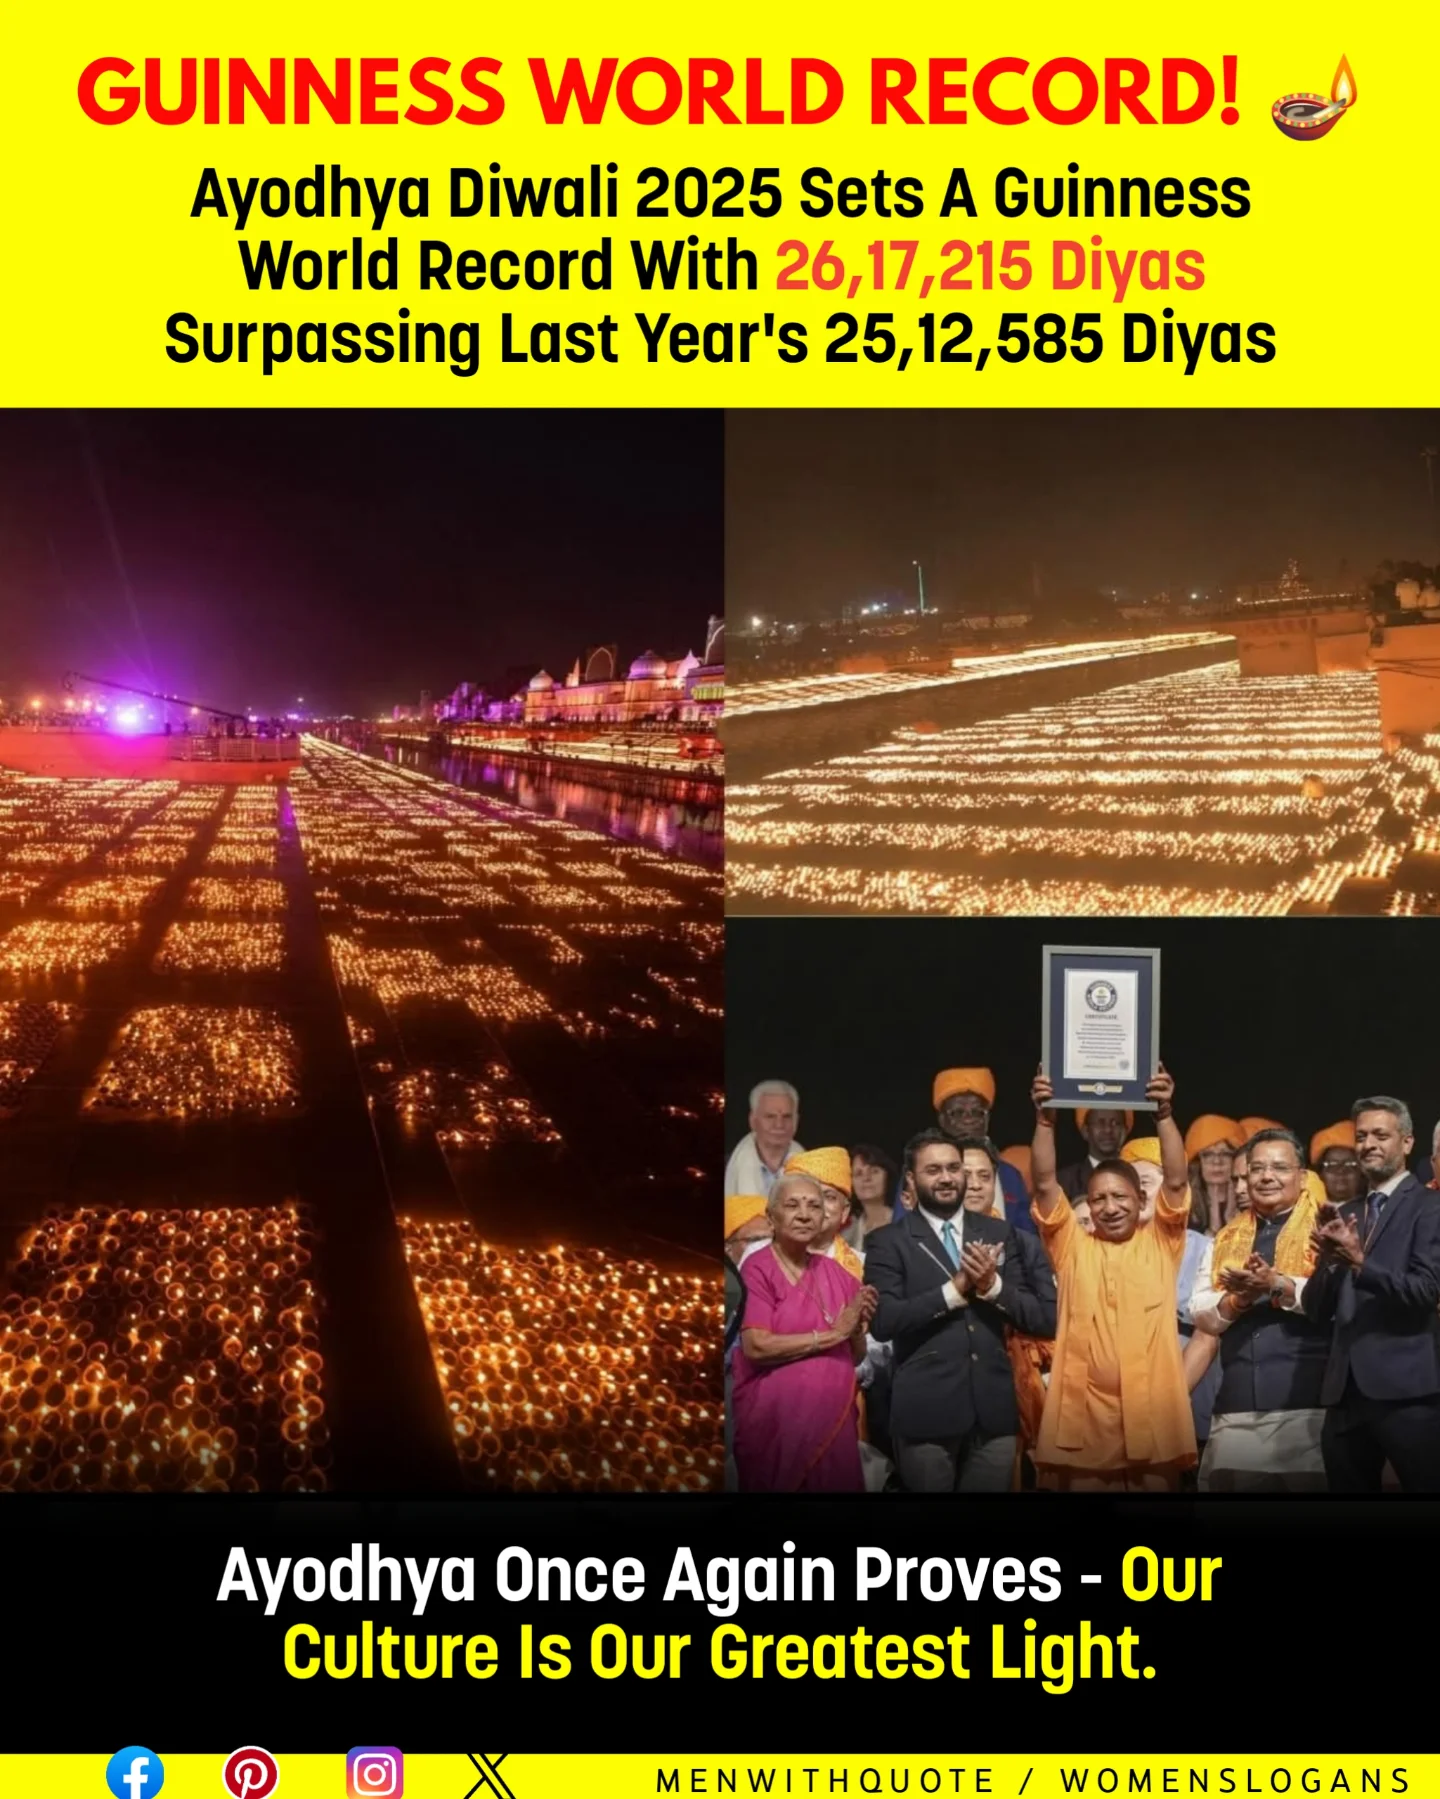 GUINNESS WORLD RECORD!
Ayodhya Diwali 2025 Sets A Guinness
World Record With 26,17,215 Diyas
Surpassing Last Year's 25,12,585 Diyas
CERTIFICATE
Ayodhya Once Again Proves - Our
Culture Is Our Greatest Light.
MENWITHQUOTE / WOMENSLOGANS